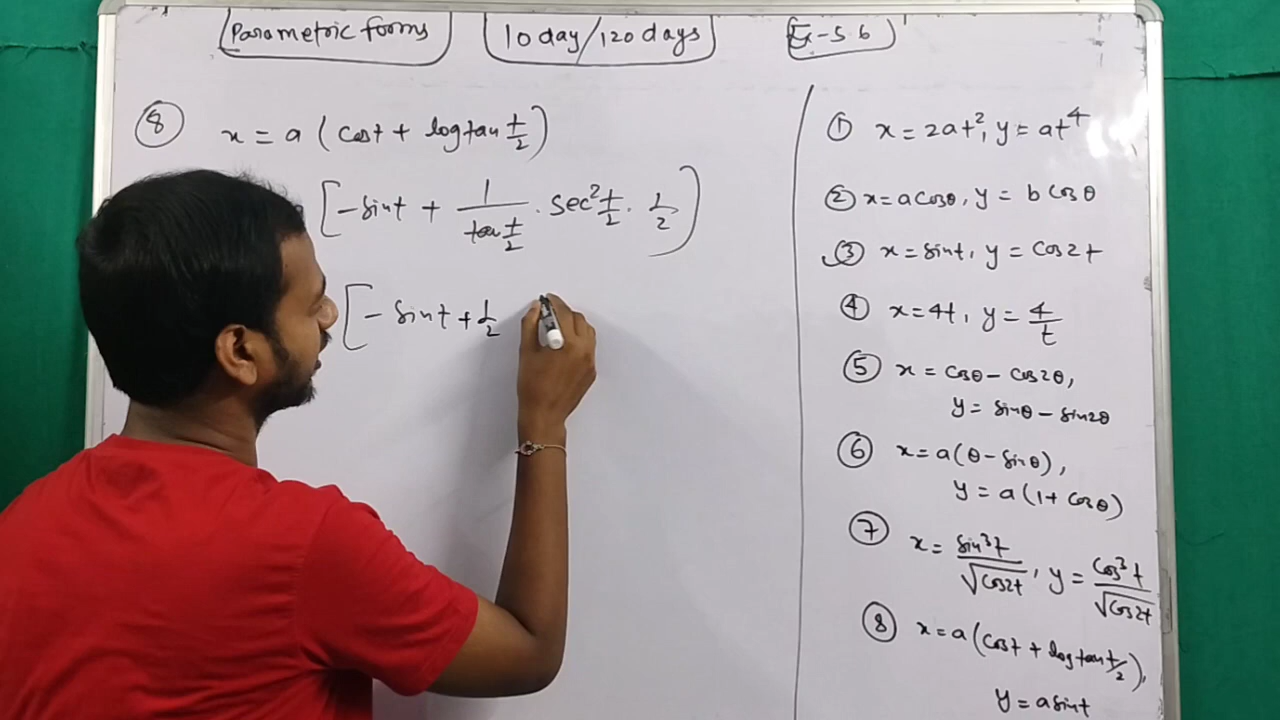 Parametric forms 10 day/120 days Ex-5.6
⑧ x = a (cost + log tan t/2)
[-sint + 1/tan t/2 . sec² t/2 . 1/2]
[- sint + 1/2
① x = 2at², y = at⁴
② x = a cosθ, y = b cosθ
③ x = sint, y = cos2t
④ x = 4t, y = 4/t
⑤ x = cosθ - cos2θ,
y = sinθ - sin2θ
⑥ x = a(θ - sinθ),
y = a(1 + cosθ)
⑦ x = sin³t/√cos2t, y = cos³t/√cos2t
⑧ x = a(cost + log tan t/2),
y = a sint